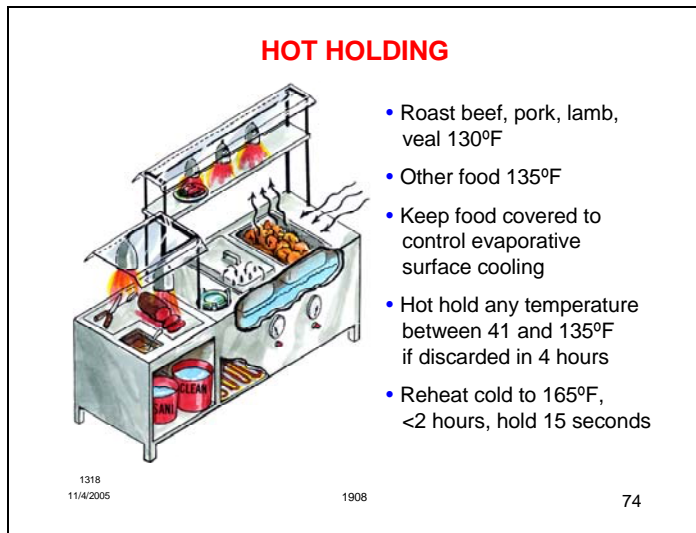 HOT HOLDING
• Roast beef, pork, lamb,
veal 130ºF
• Other food 135ºF
• Keep food covered to
control evaporative
surface cooling
• Hot hold any temperature
between 41 and 135ºF
if discarded in 4 hours
• Reheat cold to 165ºF,
<2 hours, hold 15 seconds
SANI
CLEAN
1318
11/4/2005
1908
74